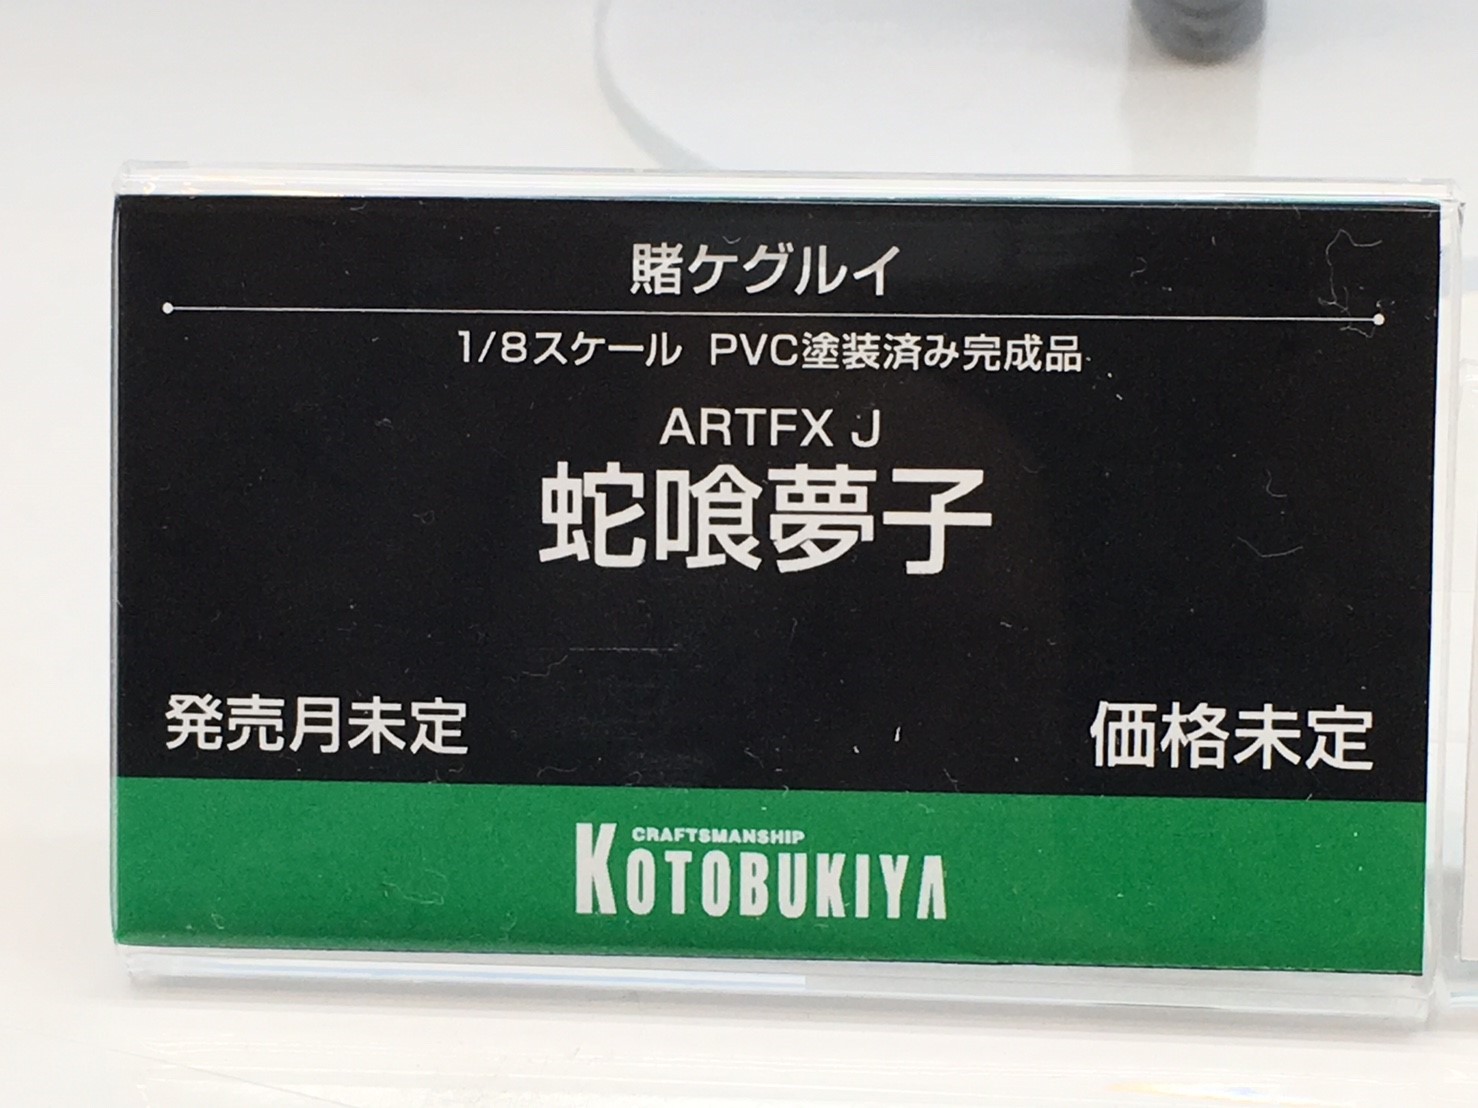 賭ケグルイ
1/8スケール PVC塗装済み完成品
ARTFX J
蛇喰夢子
発売月未定 価格未定
CRAFTSMANSHIP
KOTOBUKIYA